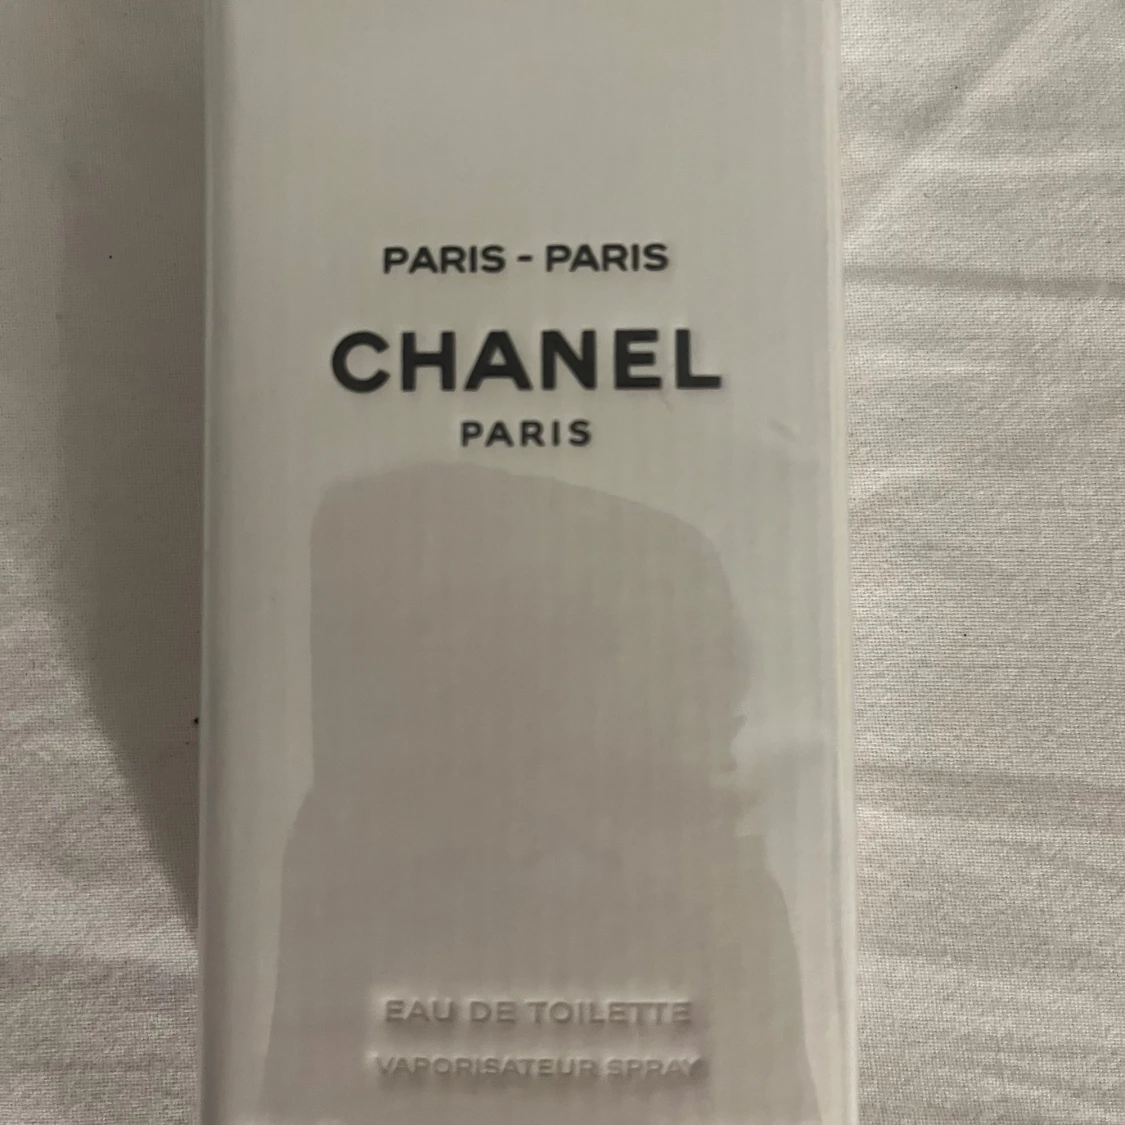 PARIS - PARIS
CHANEL
PARIS
EAU DE TOILETTE
VAPORISATEUR SPRAY